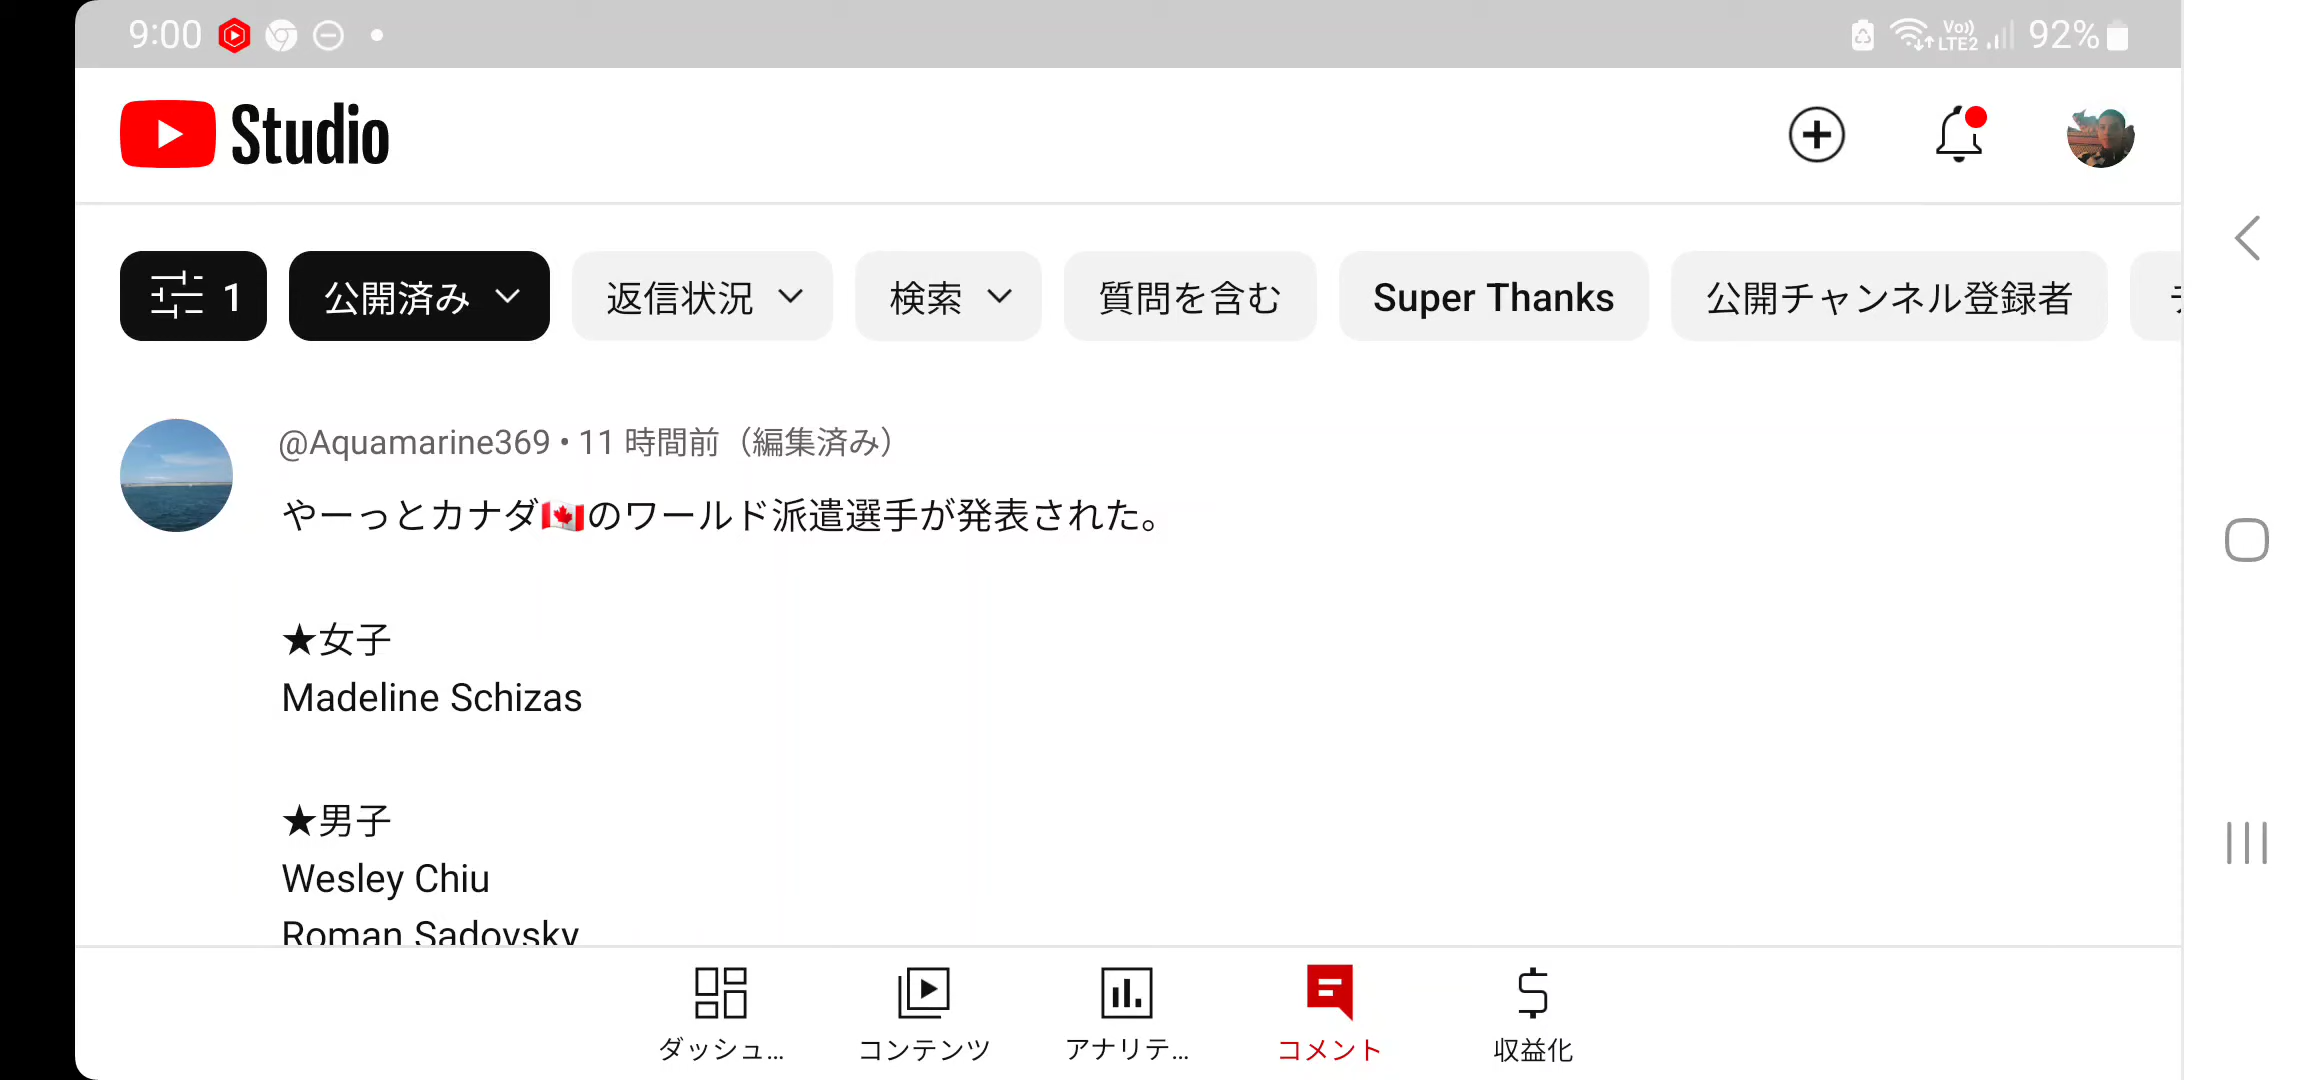 9:00
Vo)) LTE2 92%
Studio
1 公開済み 返信状況 検索 質問を含む Super Thanks 公開チャンネル登録者
@Aquamarine369 • 11 時間前（編集済み）
やーっとカナダ🇨🇦のワールド派遣選手が発表された。
★女子
Madeline Schizas
★男子
Wesley Chiu
Roman Sadovsky
ダッシュ... コンテンツ アナリテ... コメント 収益化